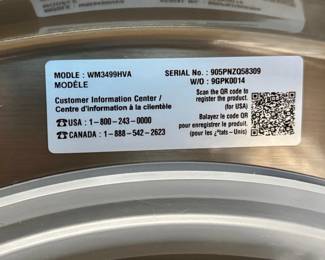 MODLE : WM3499HVA
MODÈLE
SERIAL No. : 905PNZQ58309
W/O : 9GPK0014
Customer Information Center /
Centre d'information à la clientèle
☎USA : 1-800-243-0000
☎CANADA : 1-888-542-2623
Scan the QR code to
register the product.
(for USA)
Balayez le code QR
pour enregistrer le produit.
(pour les ¿"tats - Unis)